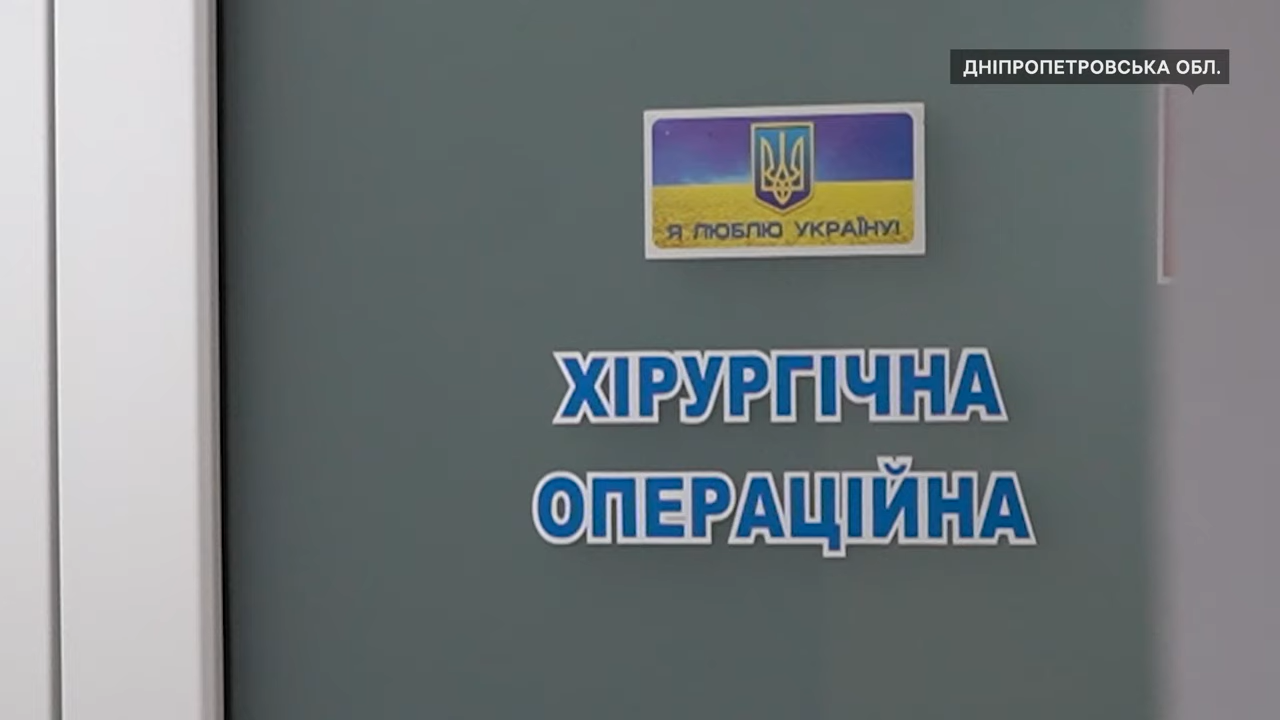 ДНІПРОПЕТРОВСЬКА ОБЛ.
Я ЛЮБЛЮ УКРАЇНУ!
ХІРУРГІЧНА
ОПЕРАЦІЙНА